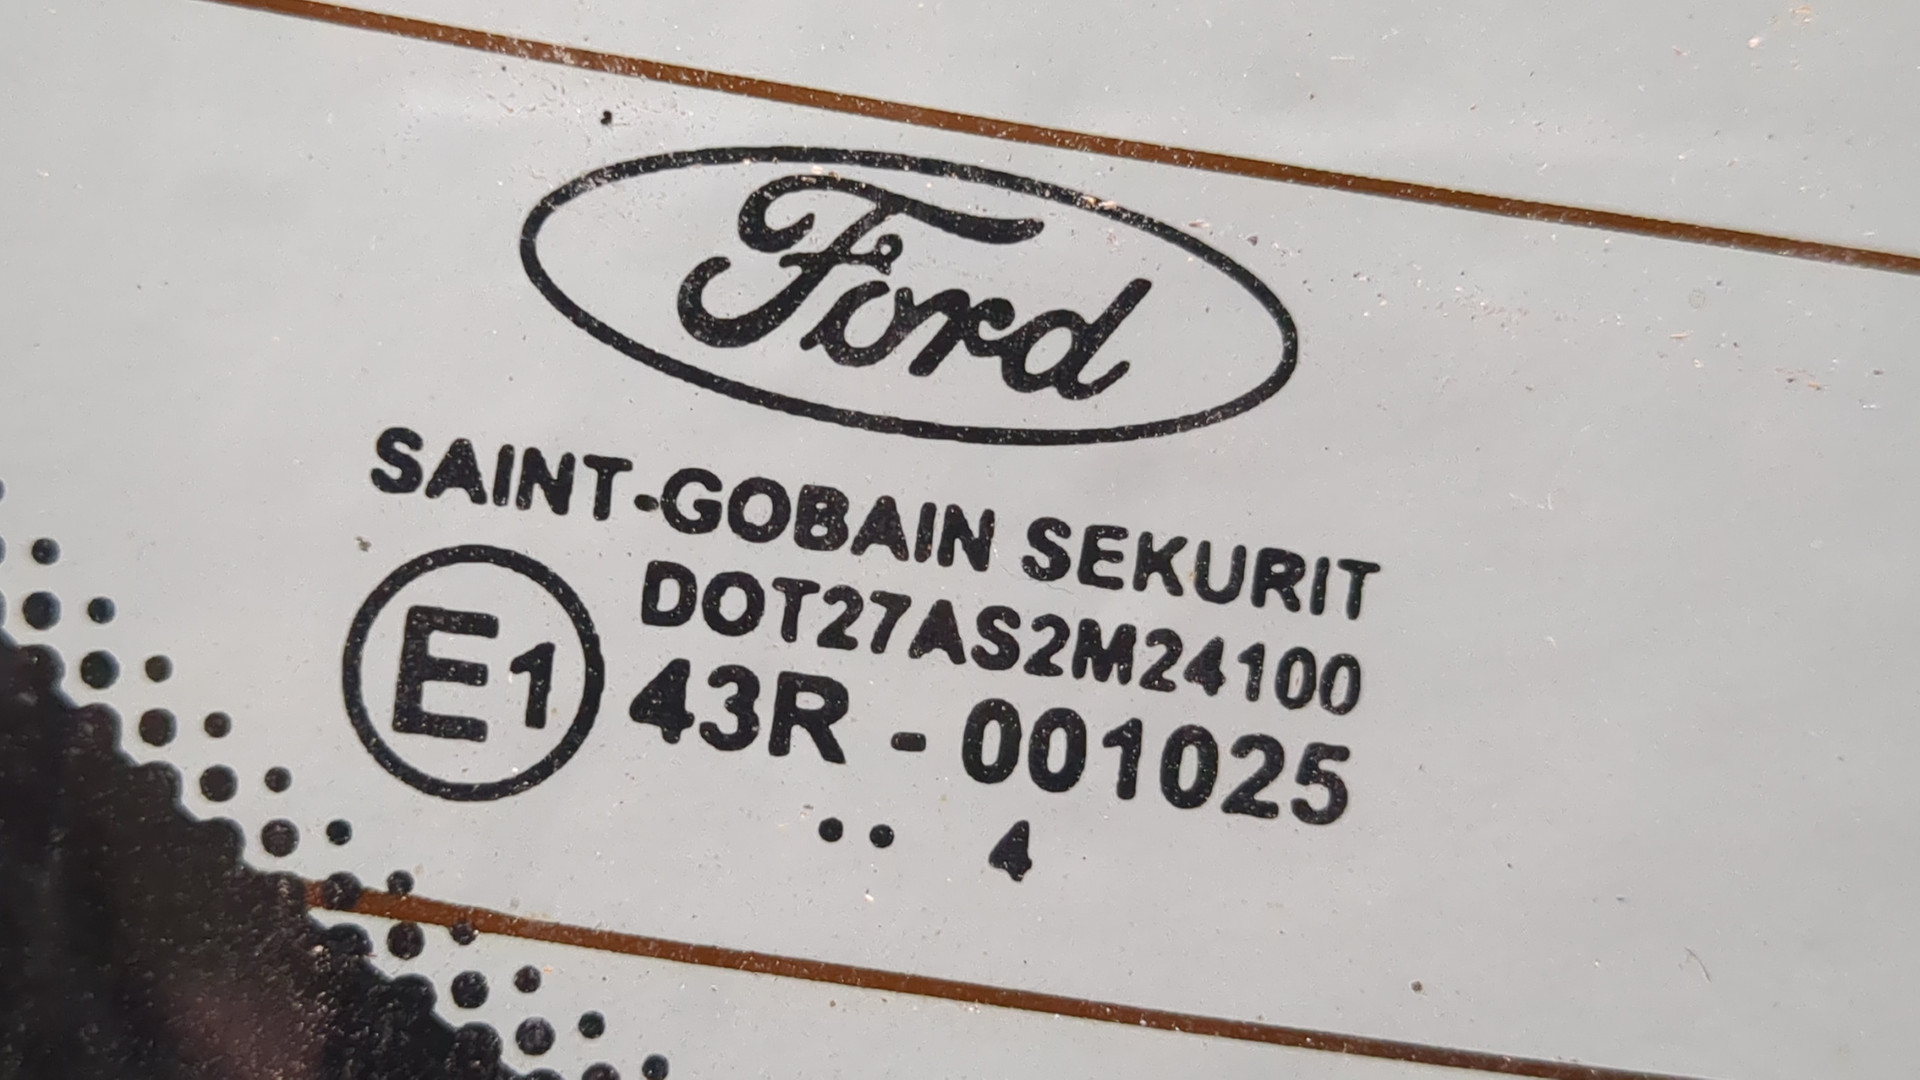 Ford
SAINT-GOBAIN SEKURIT
DOT27AS2M24100
E1 43R - 001025
.. 4